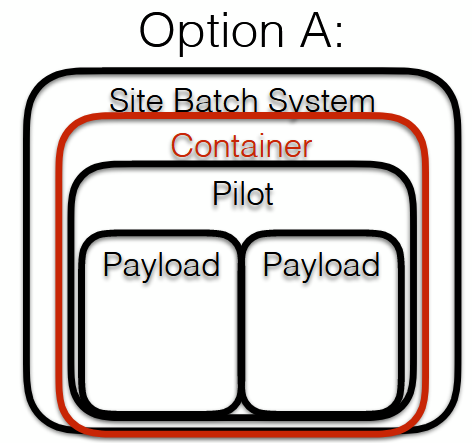 Option A:
Site Batch System
Container
Pilot
Payload Payload